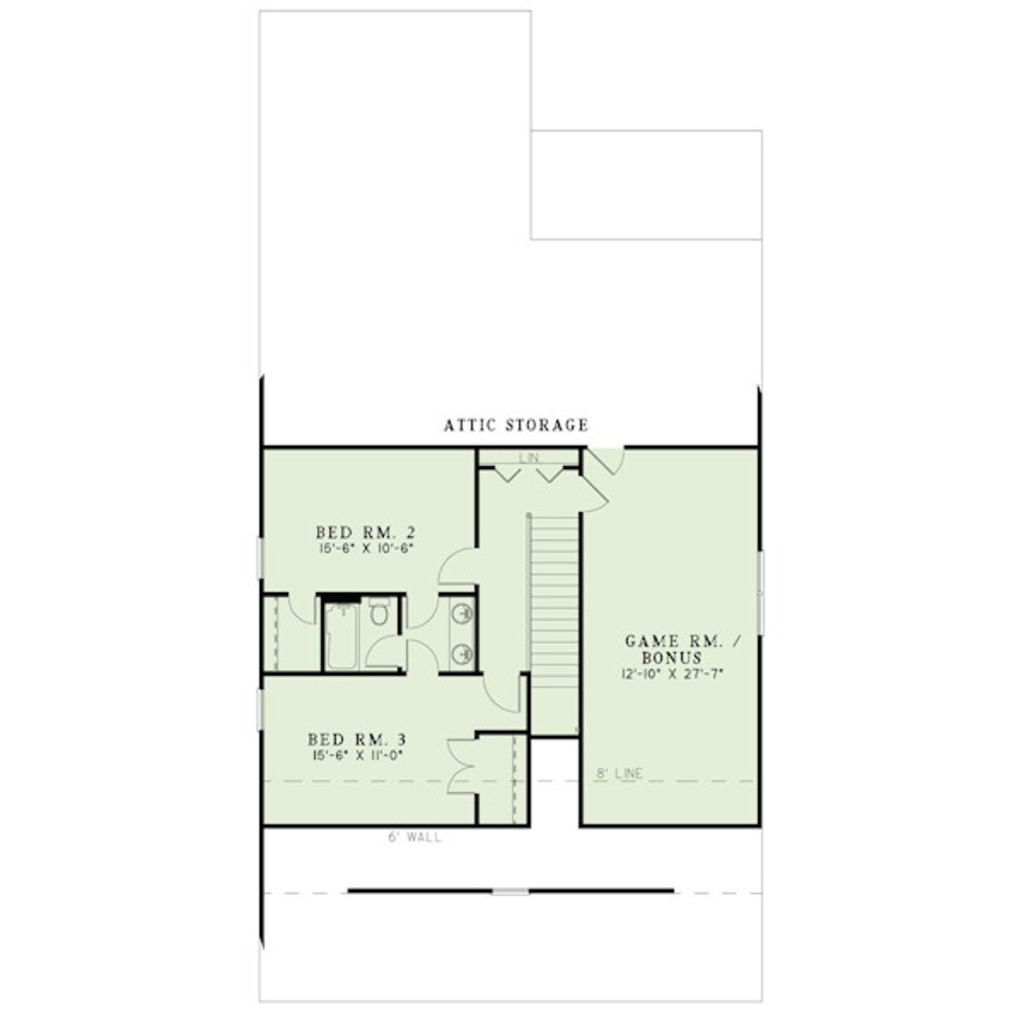 ATTIC STORAGE
LIN.
BED RM. 2
15'-6" X 10'-6"
GAME RM. /
BONUS
12'-10" X 27'-7"
BED RM. 3
15'-6" X 11'-0"
8' LINE
6' WALL